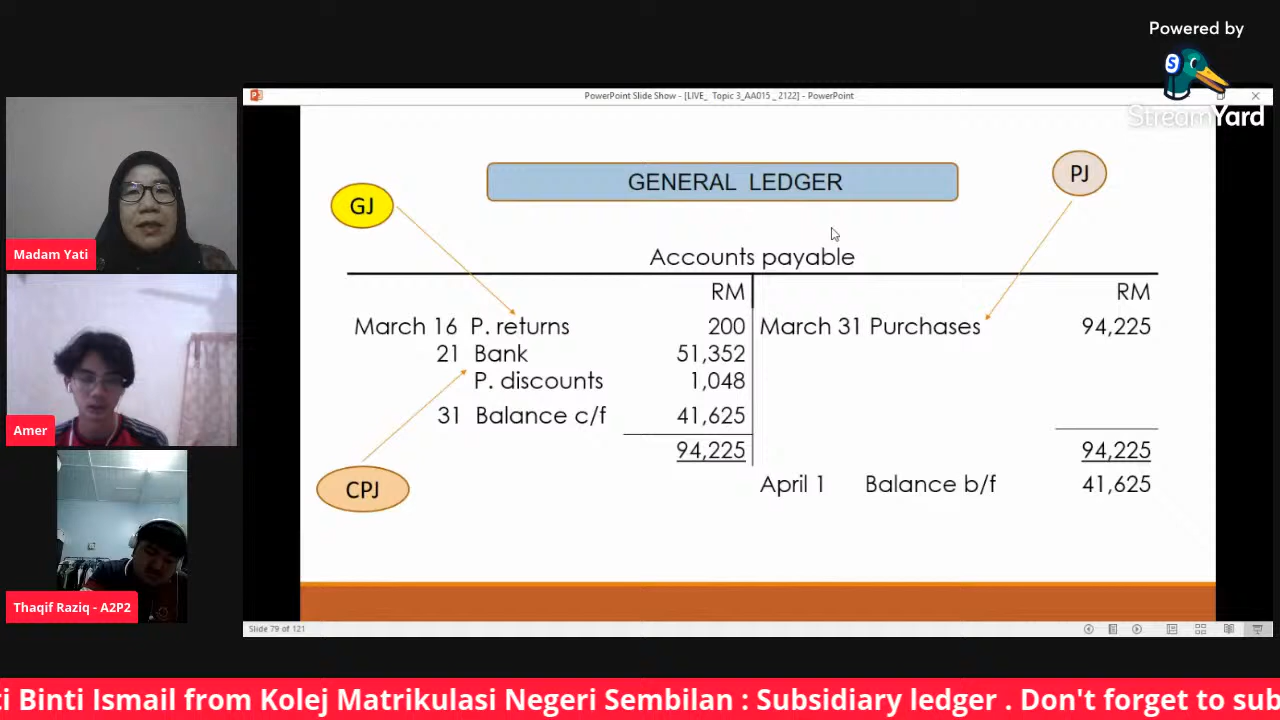 Powered by
S
StreamYard
PowerPoint Slide Show - [LIVE_ Topic 3_AA015 _ 2122] - PowerPoint
GENERAL LEDGER
GJ
PJ
Accounts payable
RM RM
March 16 P. returns 200 March 31 Purchases 94,225
21 Bank 51,352
P. discounts 1,048
31 Balance c/f 41,625
94,225 94,225
April 1 Balance b/f 41,625
CPJ
Madam Yati
Amer
Thaqif Raziq - A2P2
Slide 79 of 121
ti Binti Ismail from Kolej Matrikulasi Negeri Sembilan : Subsidiary ledger . Don't forget to sub